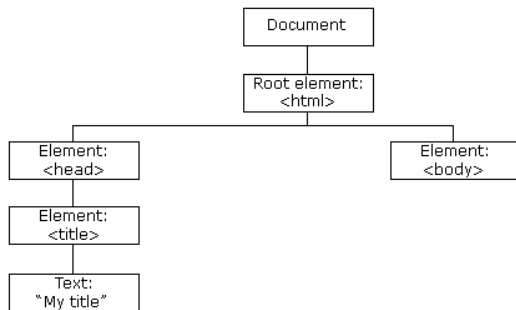 Document
Root element:
<html>
Element:
<head>
Element:
<body>
Element:
<title>
Text:
“My title”